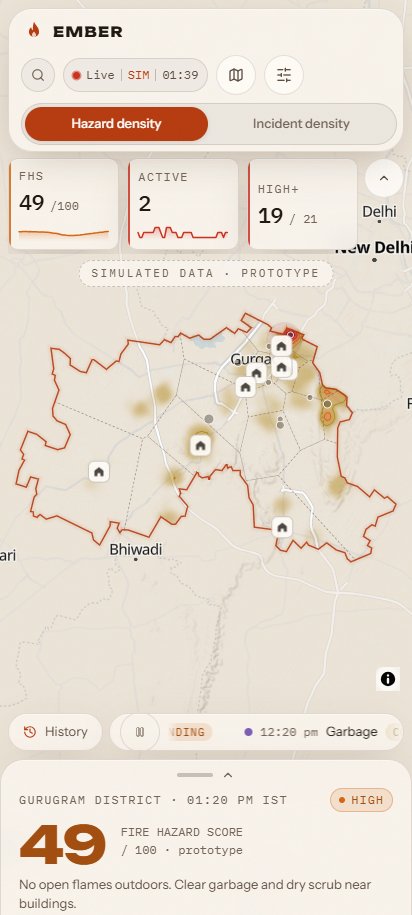 EMBER
Live | SIM | 01:39
Hazard density
Incident density
FHS
49 /100
ACTIVE
2
HIGH+
19 / 21
Delhi
New Delhi
SIMULATED DATA · PROTOTYPE
Bhiwadi
History
12:20 pm Garbage
GURUGRAM DISTRICT · 01:20 PM IST
HIGH
49
FIRE HAZARD SCORE
/ 100 · prototype
No open flames outdoors. Clear garbage and dry scrub near
buildings.